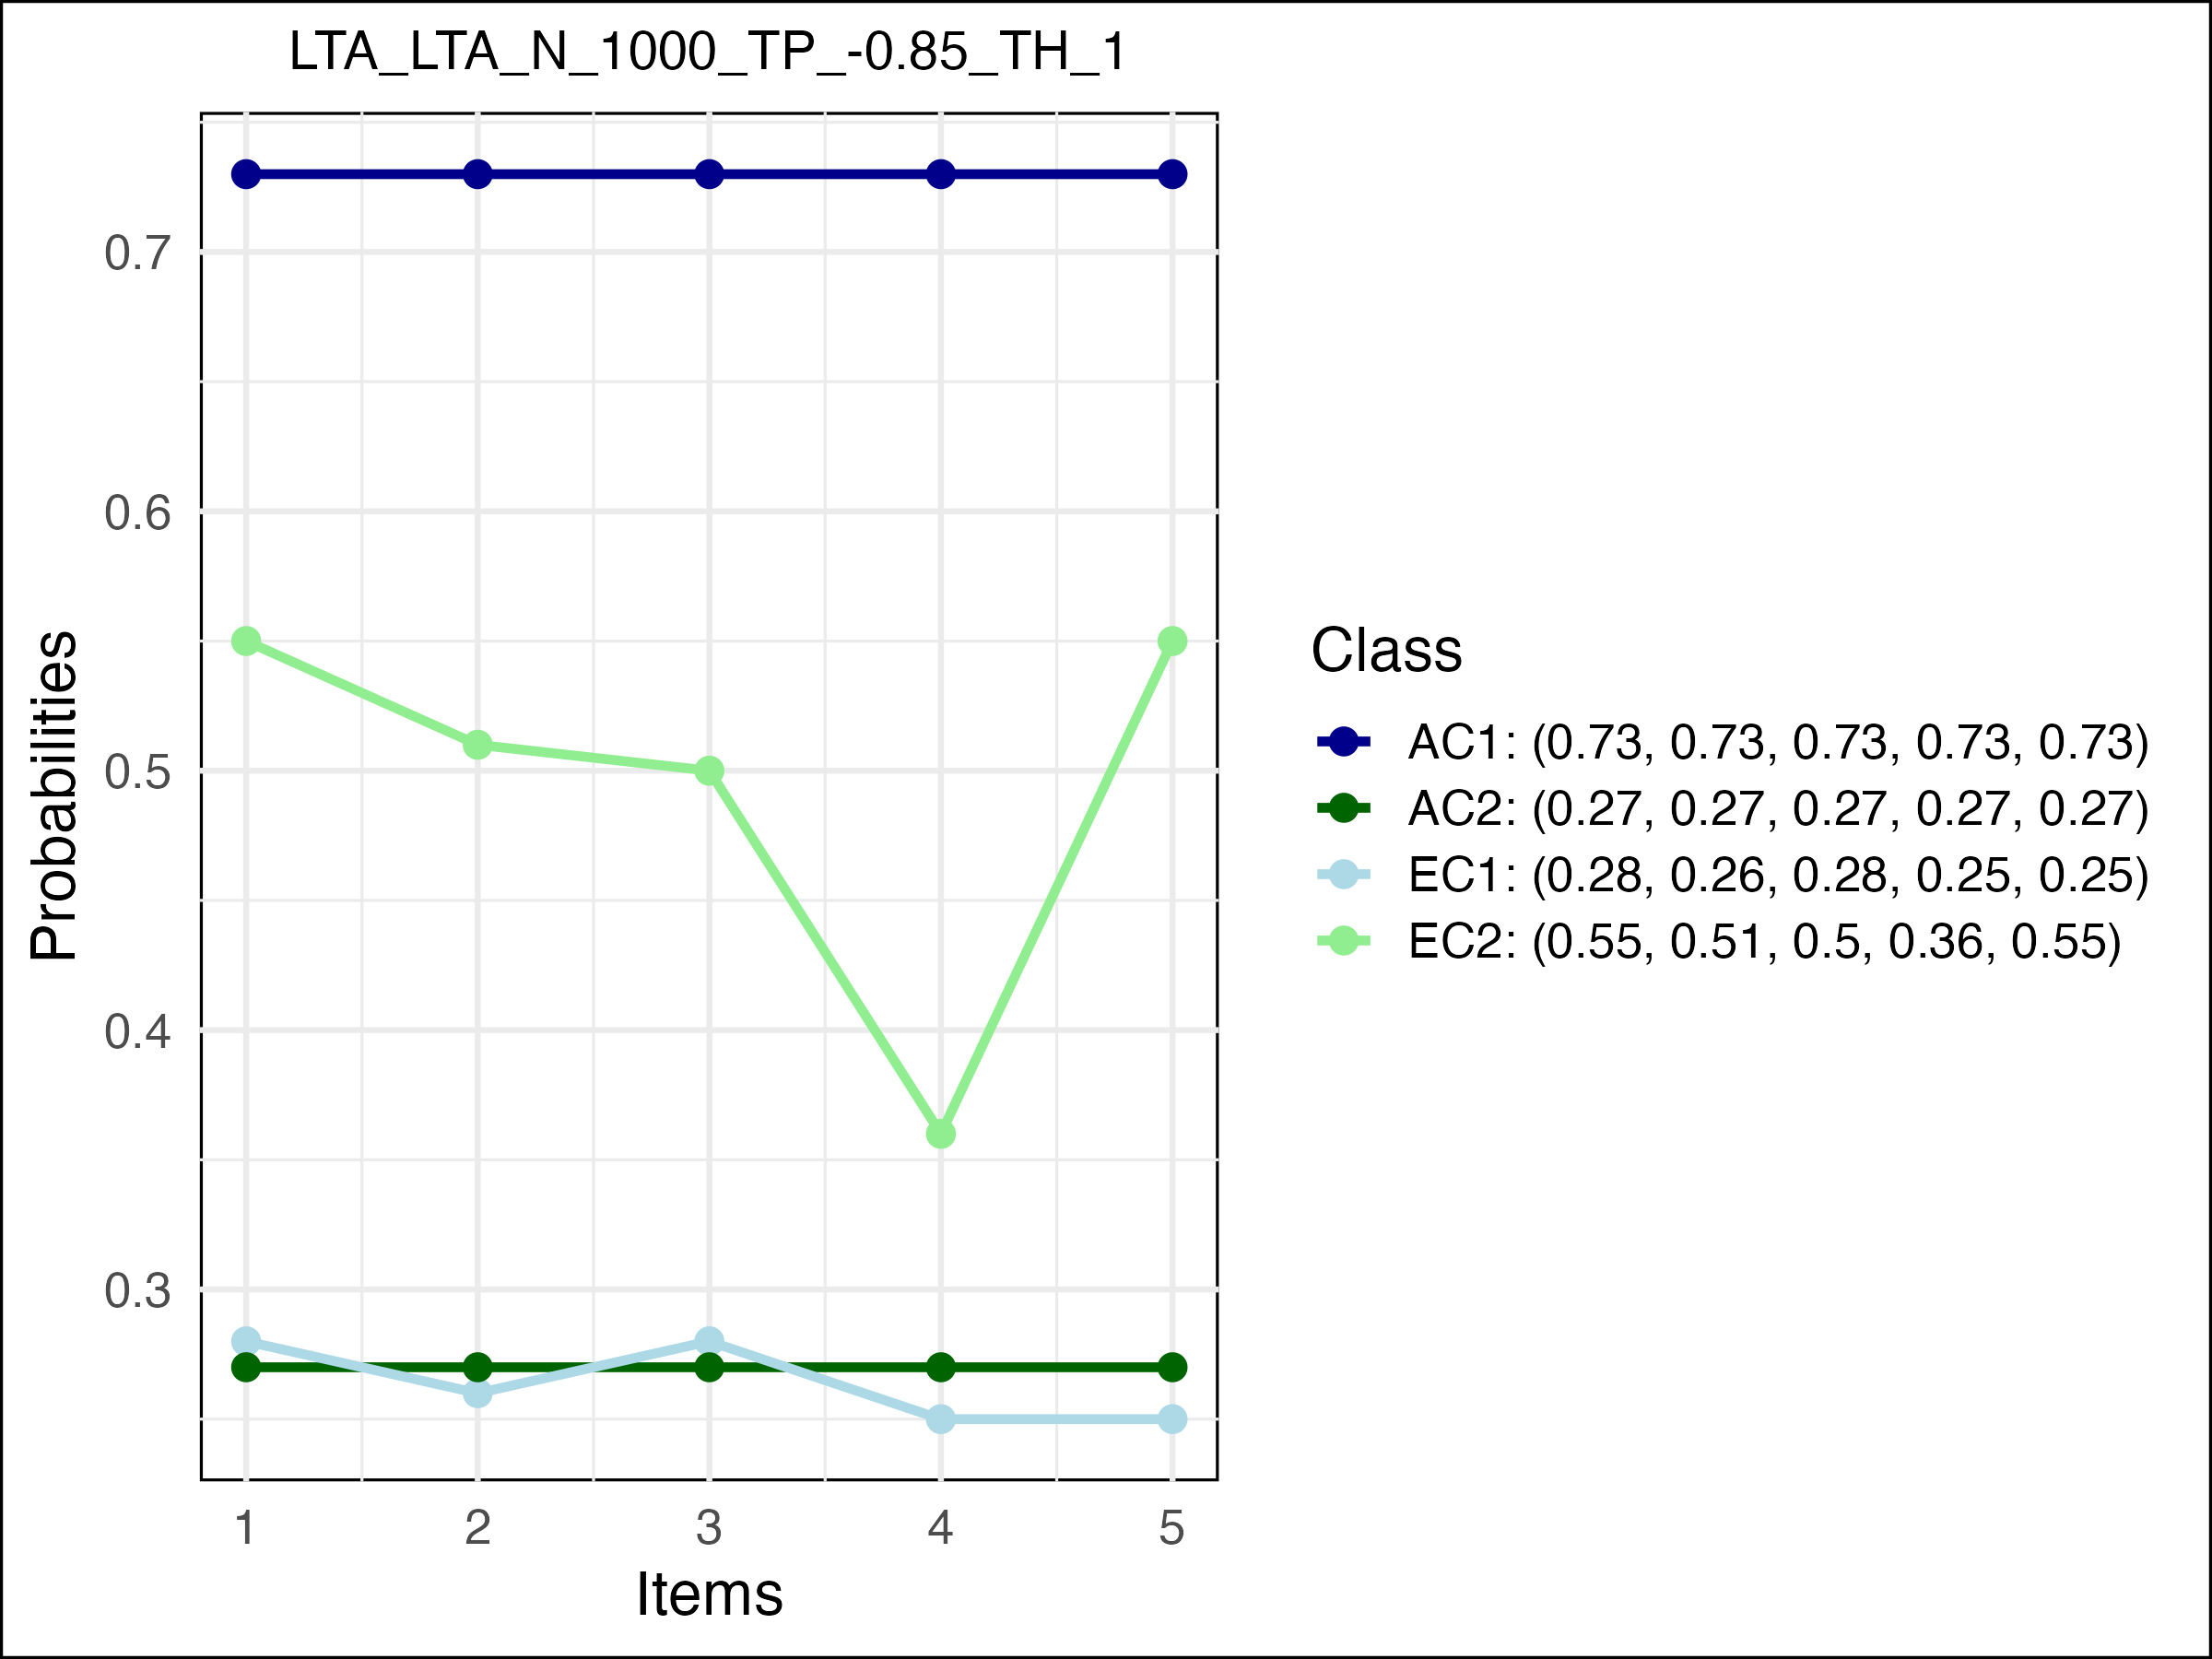 LTA_LTA_N_1000_TP_-0.85_TH_1
Probabilities
0.7
0.6
0.5
0.4
0.3
1 2 3 4 5
Items
Class
AC1: (0.73, 0.73, 0.73, 0.73, 0.73)
AC2: (0.27, 0.27, 0.27, 0.27, 0.27)
EC1: (0.28, 0.26, 0.28, 0.25, 0.25)
EC2: (0.55, 0.51, 0.5, 0.36, 0.55)